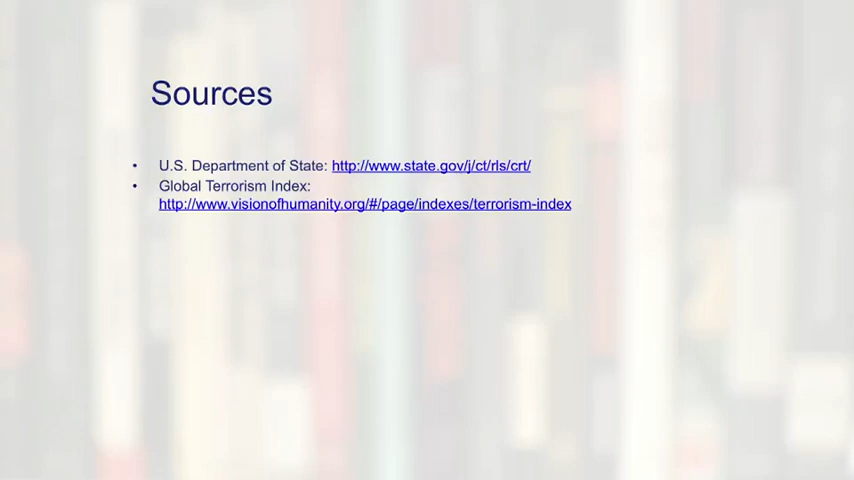 Sources
• U.S. Department of State: http://www.state.gov/j/ct/rls/crt/
• Global Terrorism Index:
http://www.visionofhumanity.org/#/page/indexes/terrorism-index